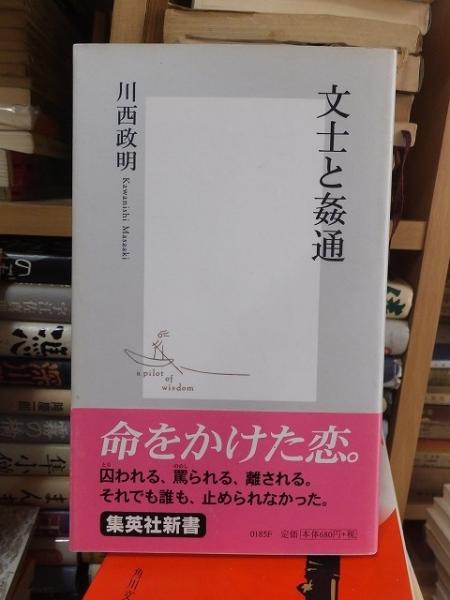 文士と姦通
川西政明
Kawanishi Masaaki
a pilot
of
wisdom
命をかけた恋。
囚われる、罵られる、離される。
それでも誰も、止められなかった。
集英社新書
0185F 定価 本体680円+税
角川文